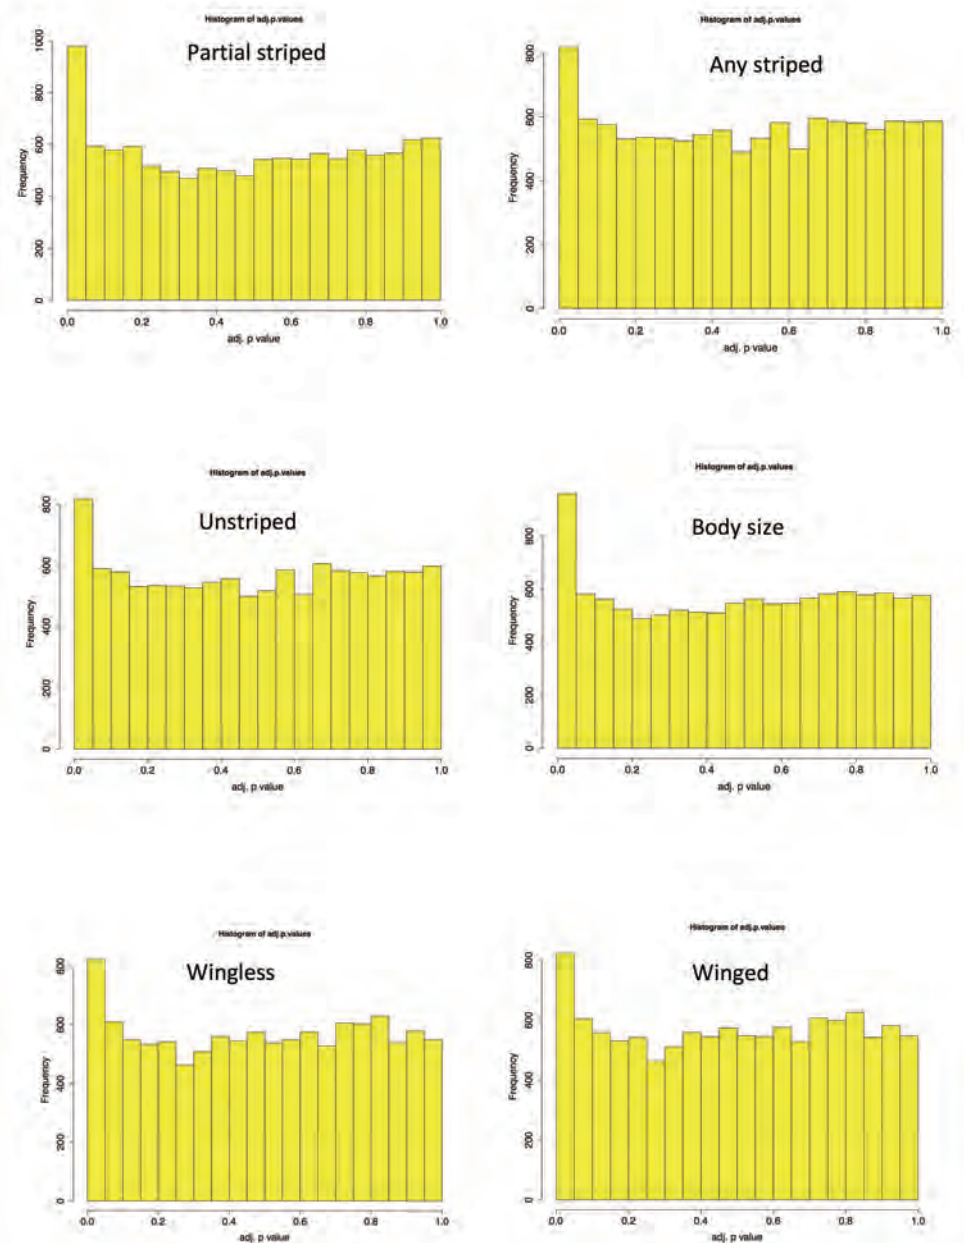 Histogram of adj.p.values
Partial striped
Frequency
1000
800
600
400
200
0
0.0 0.2 0.4 0.6 0.8 1.0
adj. p value
Histogram of adj.p.values
Any striped
Frequency
800
600
400
200
0
0.0 0.2 0.4 0.6 0.8 1.0
adj. p value
Histogram of adj.p.values
Unstriped
Frequency
800
600
400
200
0
0.0 0.2 0.4 0.6 0.8 1.0
adj. p value
Histogram of adj.p.values
Body size
Frequency
800
600
400
200
0
0.0 0.2 0.4 0.6 0.8 1.0
adj. p value
Histogram of adj.p.values
Wingless
Frequency
800
600
400
200
0
0.0 0.2 0.4 0.6 0.8 1.0
adj. p value
Histogram of adj.p.values
Winged
Frequency
800
600
400
200
0
0.0 0.2 0.4 0.6 0.8 1.0
adj. p value